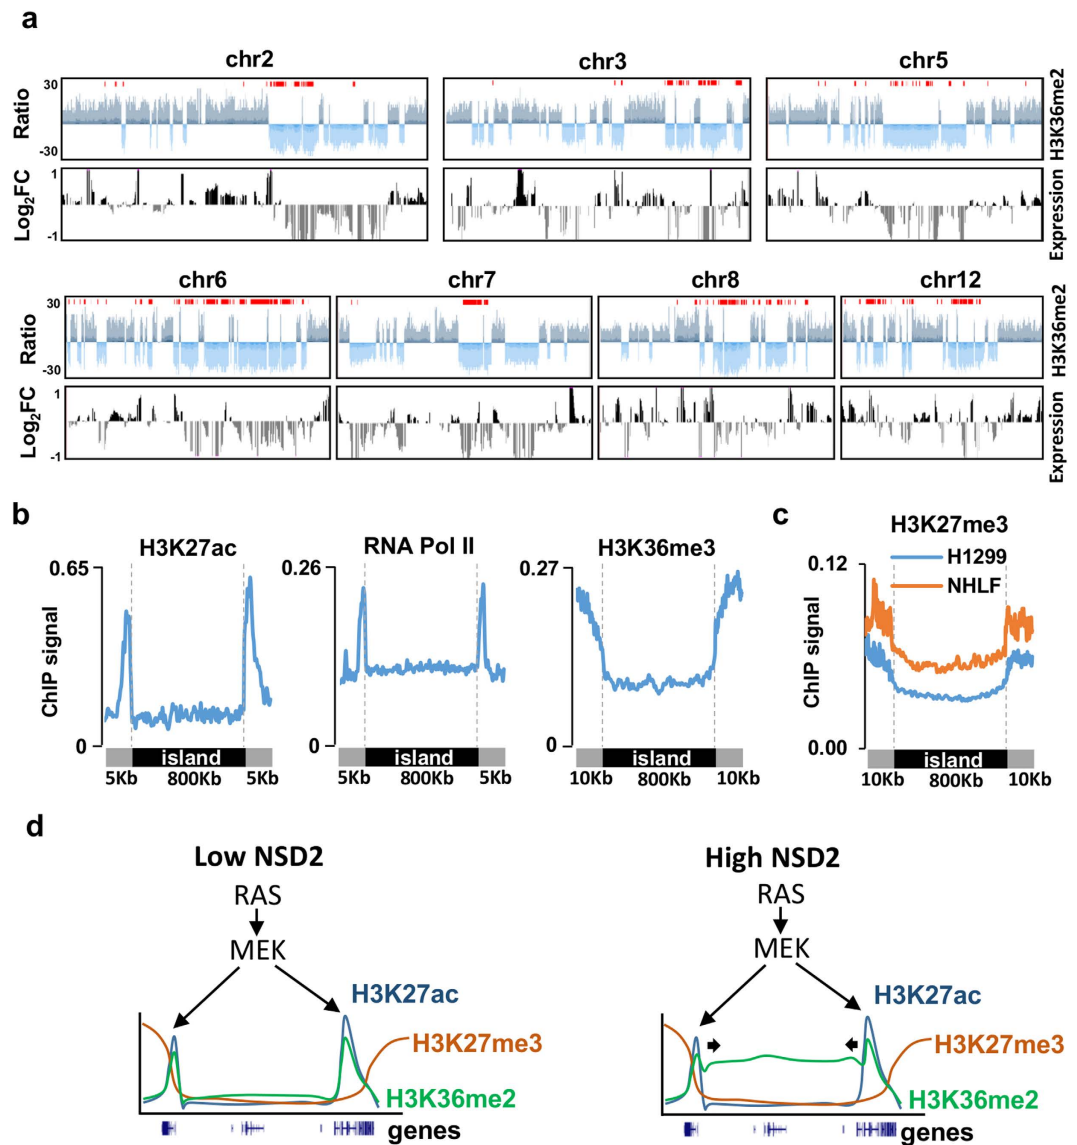 a
chr2 chr3 chr5
30 Ratio -30 H3K36me2
1 Log2FC -1 Expression
chr6 chr7 chr8 chr12
30 Ratio -30 H3K36me2
1 Log2FC -1 Expression
b
H3K27ac RNA Pol II H3K36me3
ChIP signal
0.65 0.26 0.27
0 0 0
island island island
5Kb 800Kb 5Kb 5Kb 800Kb 5Kb 10Kb 800Kb 10Kb
c
H3K27me3
H1299
NHLF
ChIP signal
0.12
0.00
island
10Kb 800Kb 10Kb
d
Low NSD2
RAS
MEK
H3K27ac
H3K27me3
H3K36me2
genes
High NSD2
RAS
MEK
H3K27ac
H3K27me3
H3K36me2
genes